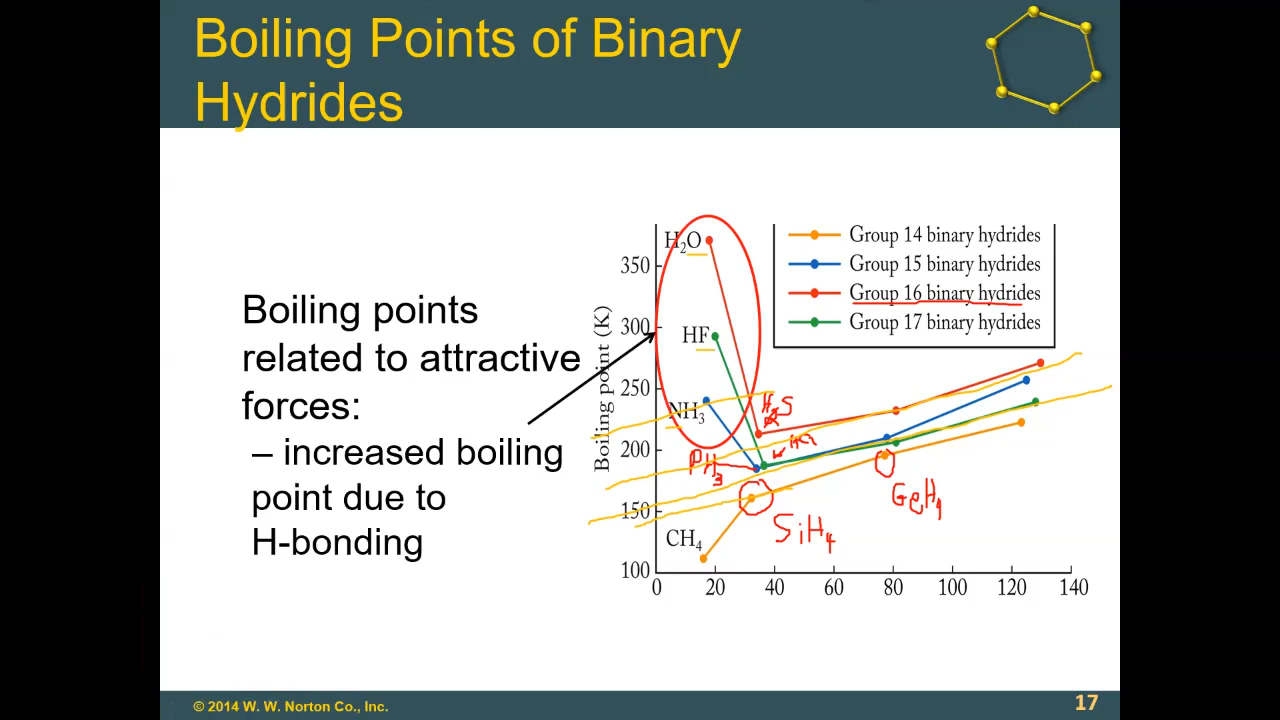 Boiling Points of Binary
Hydrides
Boiling points
related to attractive
forces:
– increased boiling
point due to
H-bonding
Boiling point (K)
350
300
250
200
150
100
0
20
40
60
80
100
120
140
H₂O
HF
NH₃
CH₄
Group 14 binary hydrides
Group 15 binary hydrides
Group 16 binary hydrides
Group 17 binary hydrides
H₂S
HCl
PH₃
SiH₄
GeH₄
© 2014 W. W. Norton Co., Inc.
17